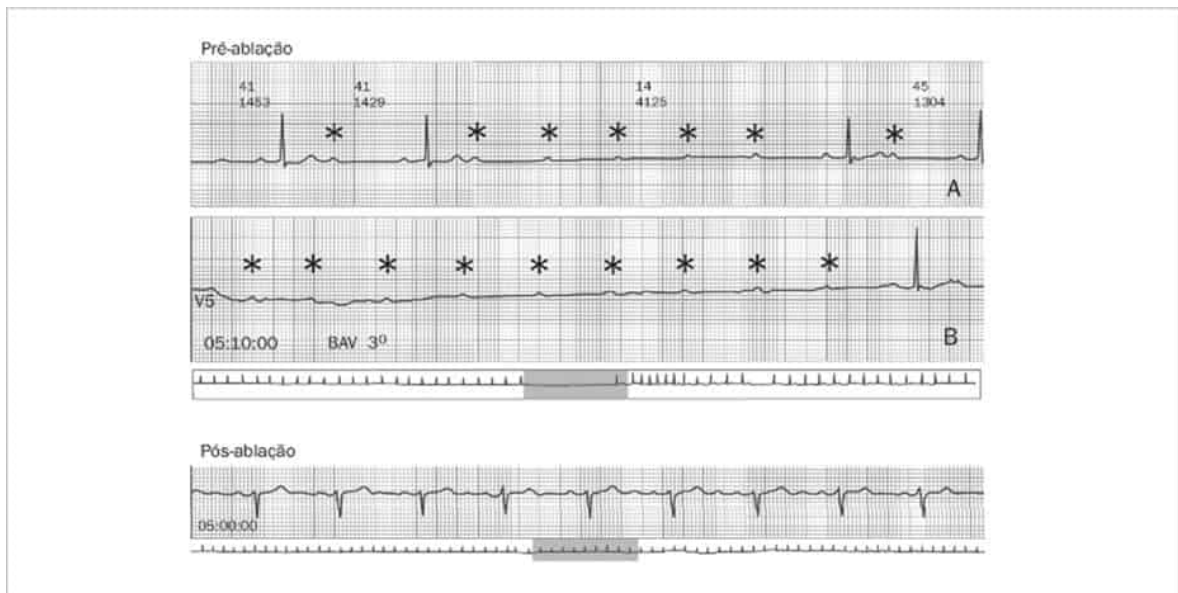 Pré-ablação
41 41 14 45
1453 1429 4125 1304
* * * * * * *
A
* * * * * * * * *
V5
05:10:00 BAV 3º B
Pós-ablação
05:00:00